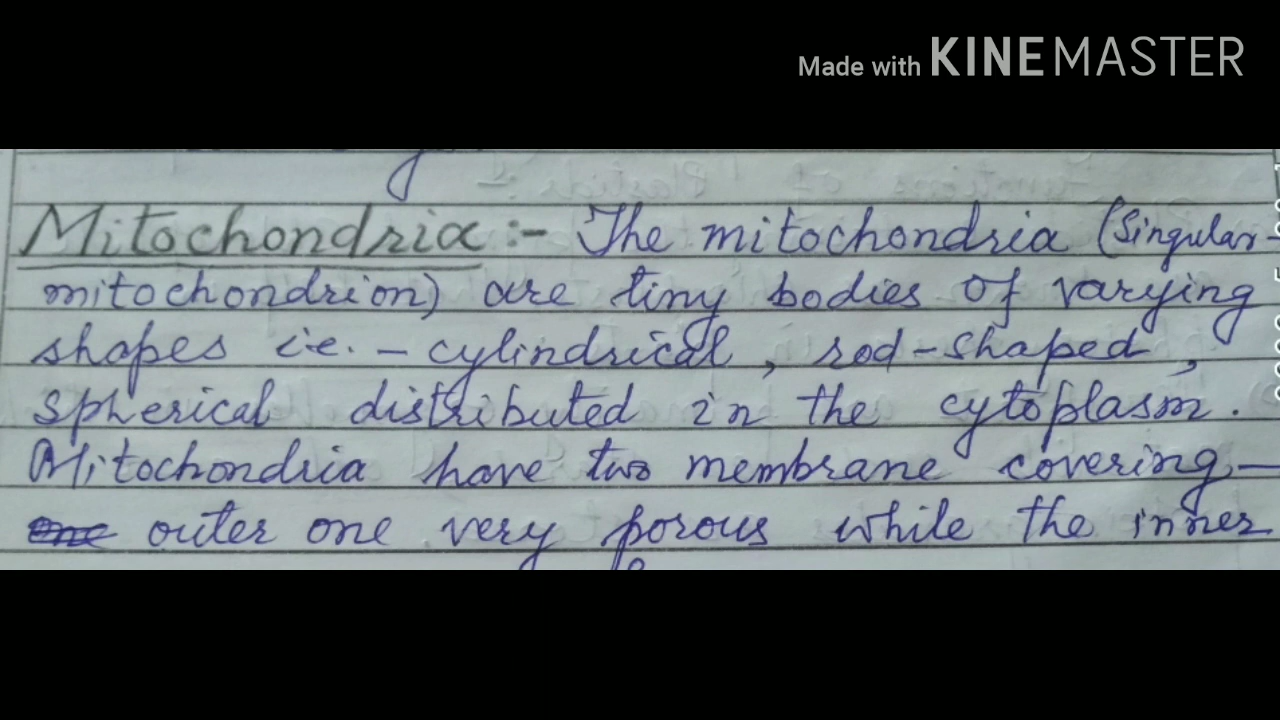 Made with KINEMASTER
Mitochondria :- The mitochondria (Singular-
mitochondrion) are tiny bodies of varying
shapes i.e. - cylindrical, rod-shaped,
spherical distributed in the cytoplasm.
Mitochondria have two membrane covering-
one outer one very porous while the inner